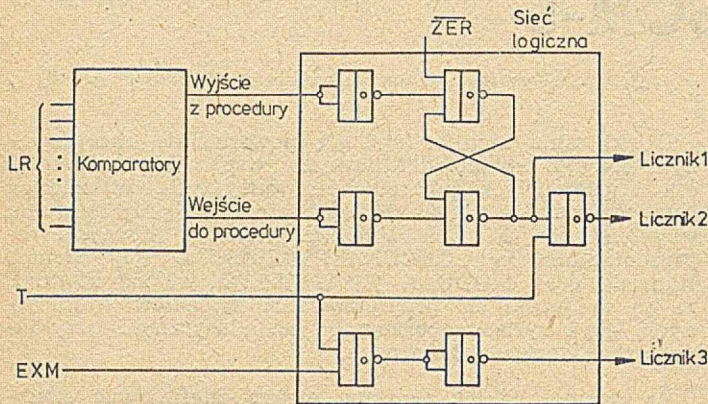 ZER
Sieć
logiczna
Wyjście
z procedury
LR
Komparatory
Licznik1
Licznik2
Wejście
do procedury
T
EXM
Licznik3